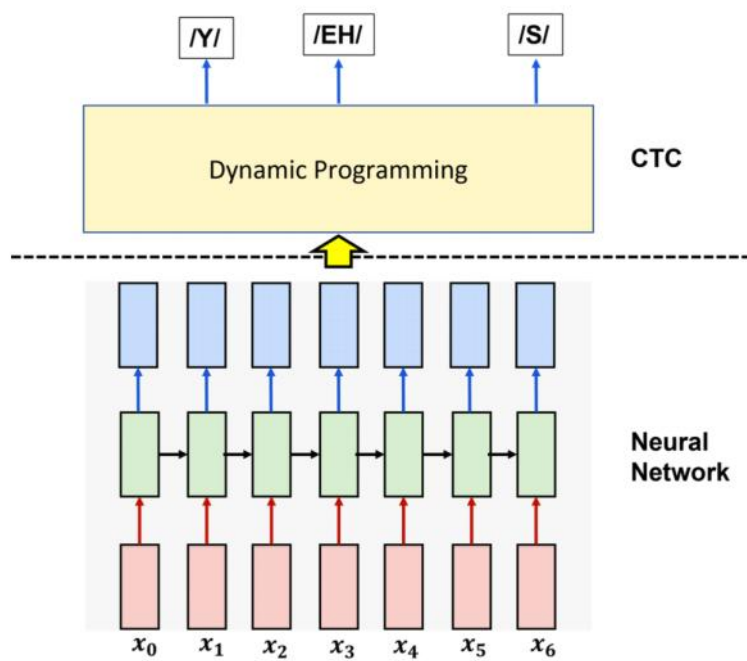 /Y/ /EH/ /S/
Dynamic Programming
CTC
Neural
Network
x₀ x₁ x₂ x₃ x₄ x₅ x₆